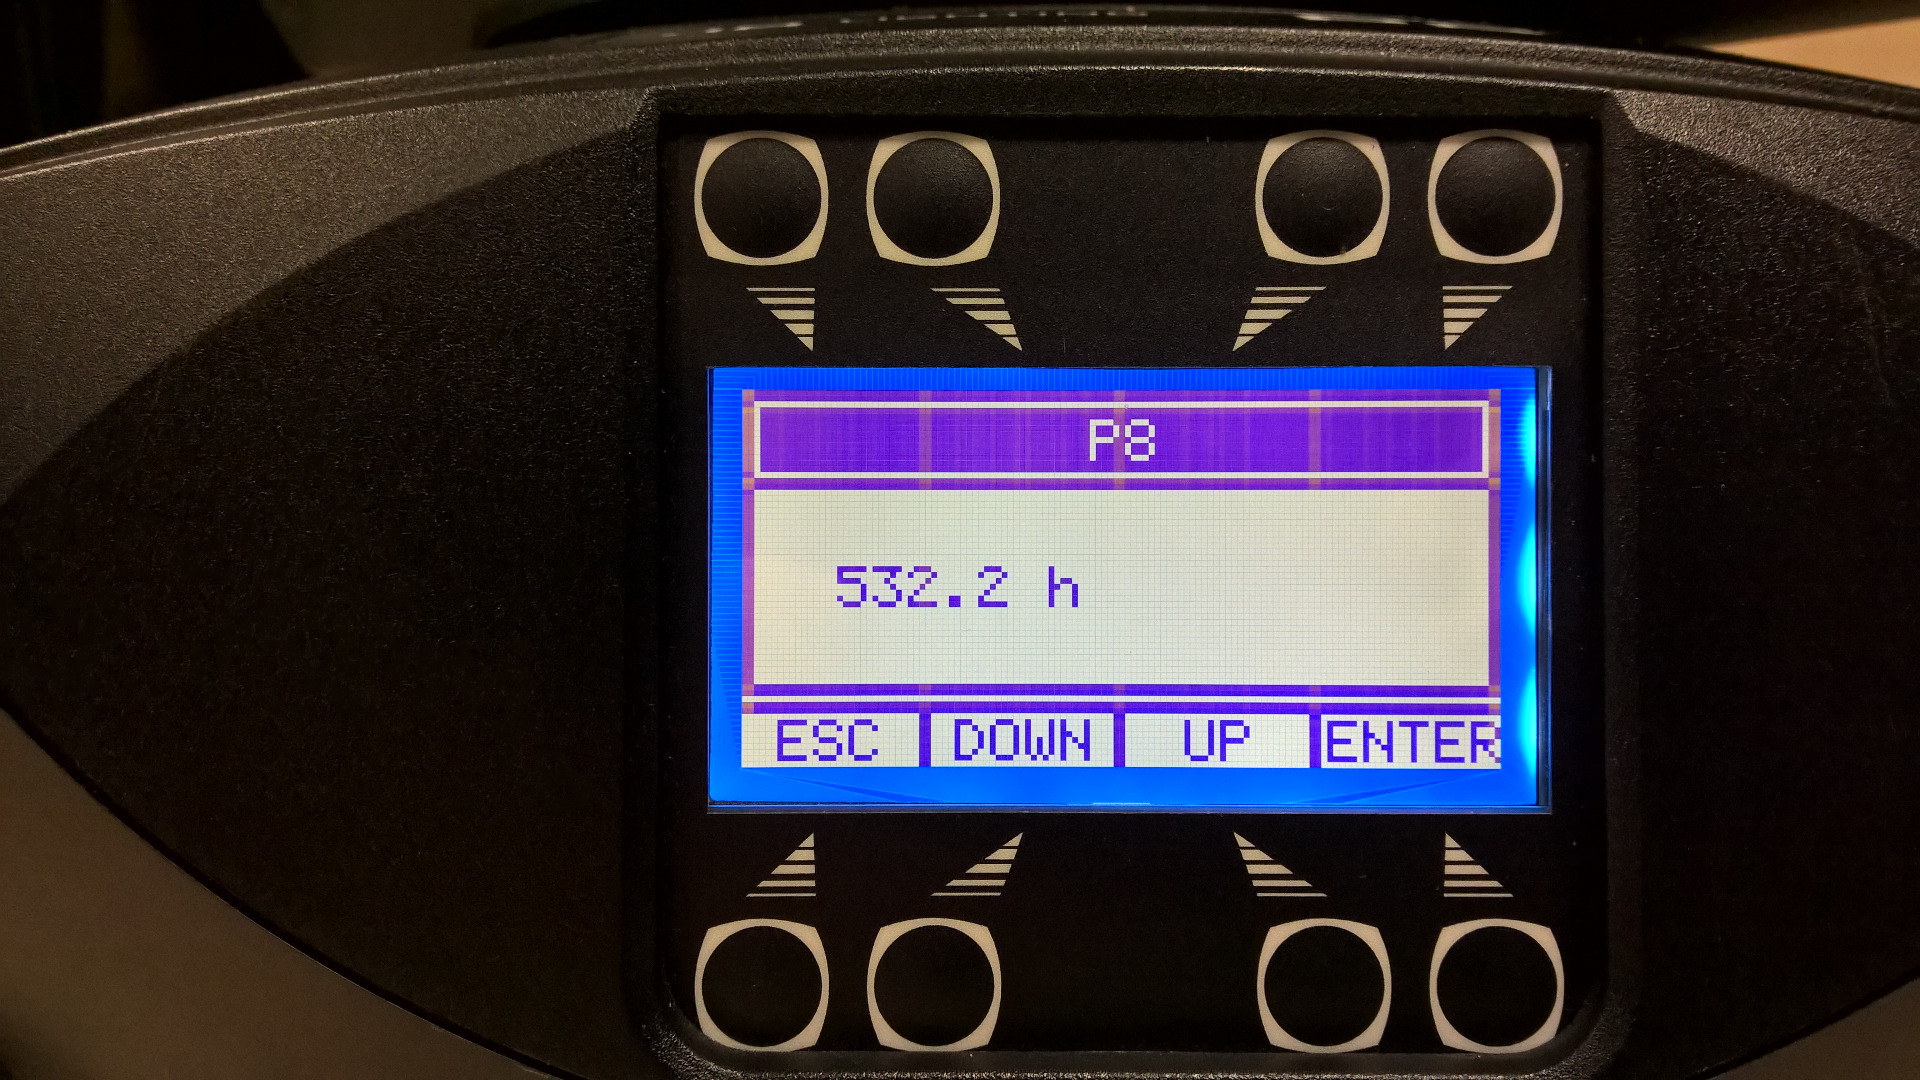 P8
532.2 h
ESC DOWN UP ENTER